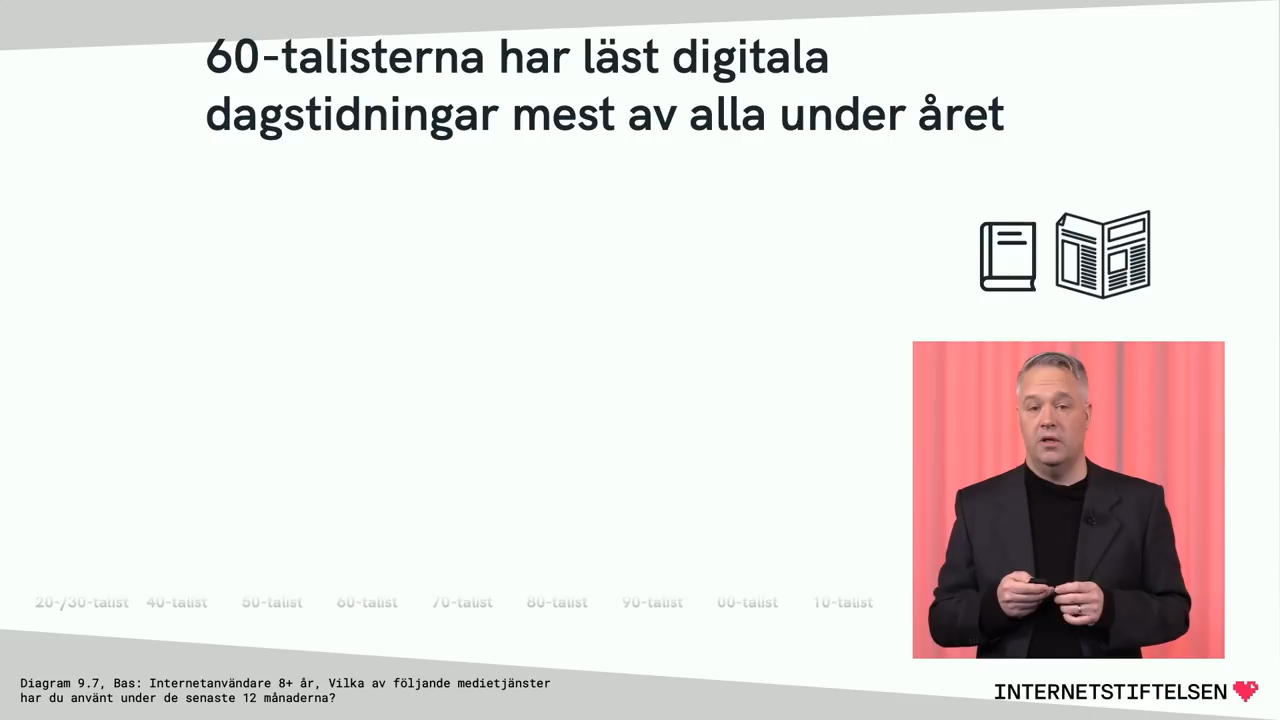 60-talisterna har läst digitala
dagstidningar mest av alla under året
20-/30-talist 40-talist 50-talist 60-talist 70-talist 80-talist 90-talist 00-talist 10-talist
Diagram 9.7, Bas: Internetanvändare 8+ år, Vilka av följande medietjänster
har du använt under de senaste 12 månaderna?
INTERNETSTIFTELSEN